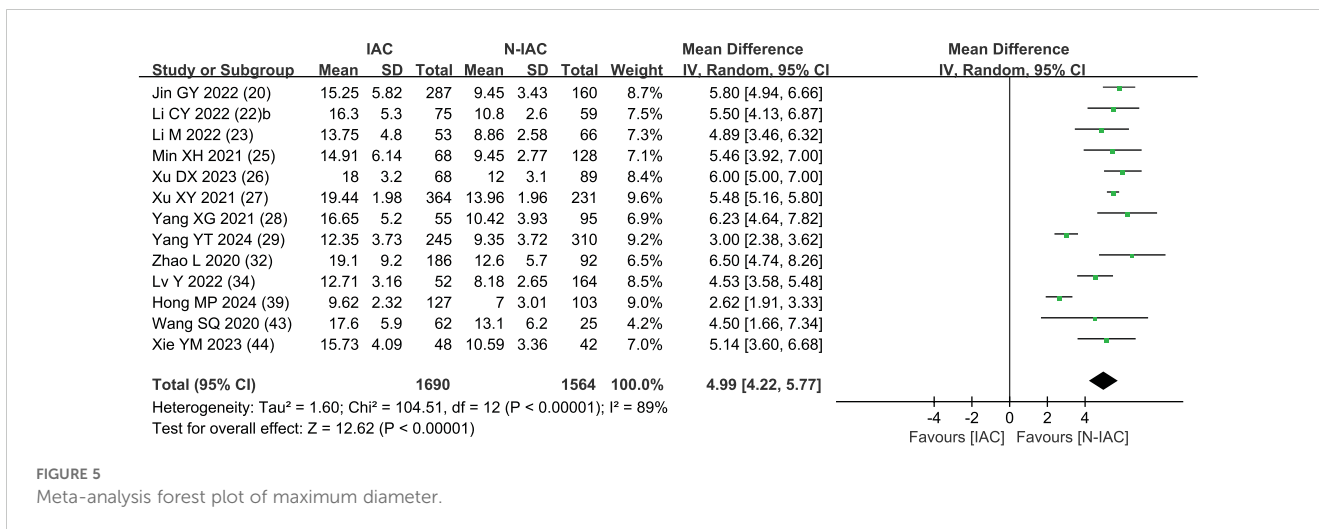 IAC N-IAC Mean Difference Mean Difference
Study or Subgroup Mean SD Total Mean SD Total Weight IV, Random, 95% CI IV, Random, 95% CI
Jin GY 2022 (20) 15.25 5.82 287 9.45 3.43 160 8.7% 5.80 [4.94, 6.66]
Li CY 2022 (22)b 16.3 5.3 75 10.8 2.6 59 7.5% 5.50 [4.13, 6.87]
Li M 2022 (23) 13.75 4.8 53 8.86 2.58 66 7.3% 4.89 [3.46, 6.32]
Min XH 2021 (25) 14.91 6.14 68 9.45 2.77 128 7.1% 5.46 [3.92, 7.00]
Xu DX 2023 (26) 18 3.2 68 12 3.1 89 8.4% 6.00 [5.00, 7.00]
Xu XY 2021 (27) 19.44 1.98 364 13.96 1.96 231 9.6% 5.48 [5.16, 5.80]
Yang XG 2021 (28) 16.65 5.2 55 10.42 3.93 95 6.9% 6.23 [4.64, 7.82]
Yang YT 2024 (29) 12.35 3.73 245 9.35 3.72 310 9.2% 3.00 [2.38, 3.62]
Zhao L 2020 (32) 19.1 9.2 186 12.6 5.7 92 6.5% 6.50 [4.74, 8.26]
Lv Y 2022 (34) 12.71 3.16 52 8.18 2.65 164 8.5% 4.53 [3.58, 5.48]
Hong MP 2024 (39) 9.62 2.32 127 7 3.01 103 9.0% 2.62 [1.91, 3.33]
Wang SQ 2020 (43) 17.6 5.9 62 13.1 6.2 25 4.2% 4.50 [1.66, 7.34]
Xie YM 2023 (44) 15.73 4.09 48 10.59 3.36 42 7.0% 5.14 [3.60, 6.68]
Total (95% CI) 1690 1564 100.0% 4.99 [4.22, 5.77]
Heterogeneity: Tau² = 1.60; Chi² = 104.51, df = 12 (P < 0.00001); I² = 89%
Test for overall effect: Z = 12.62 (P < 0.00001)
-4 -2 0 2 4
Favours [IAC] Favours [N-IAC]
FIGURE 5
Meta-analysis forest plot of maximum diameter.